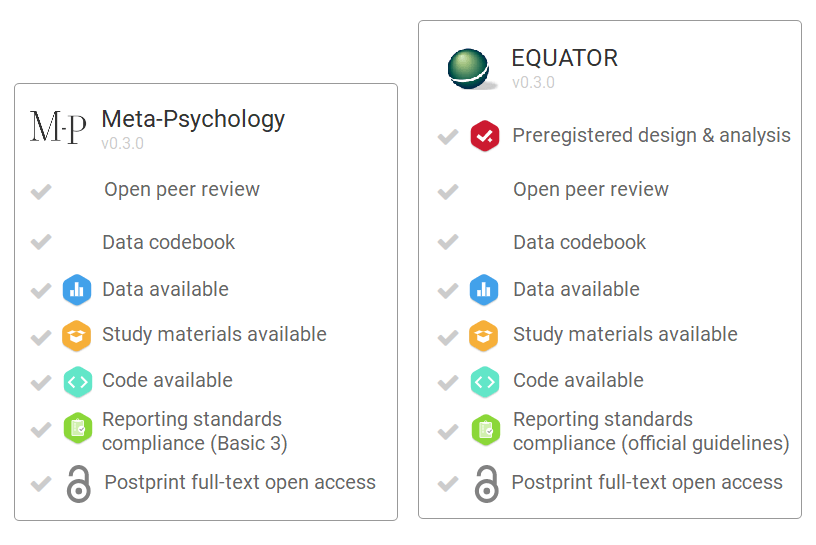 M-P
Meta-Psychology
v0.3.0
Open peer review
Data codebook
Data available
Study materials available
Code available
Reporting standards
compliance (Basic 3)
Postprint full-text open access
EQUATOR
v0.3.0
Preregistered design & analysis
Open peer review
Data codebook
Data available
Study materials available
Code available
Reporting standards
compliance (official guidelines)
Postprint full-text open access